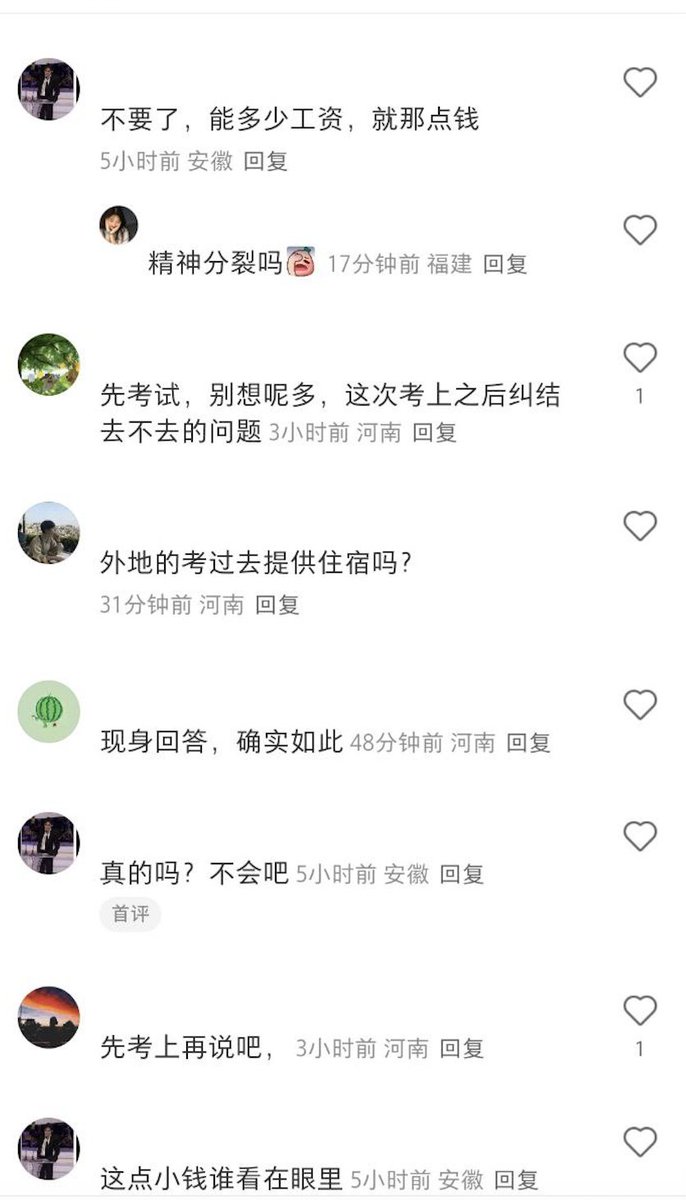 不要了，能多少工资，就那点钱
5小时前 安徽 回复
精神分裂吗 17分钟前 福建 回复
先考试，别想呢多，这次考上之后纠结
1
去不去的问题 3小时前 河南 回复
外地的考过去提供住宿吗？
31分钟前 河南 回复
现身回答，确实如此 48分钟前 河南 回复
真的吗？不会吧 5小时前 安徽 回复
首评
先考上再说吧， 3小时前 河南 回复
1
这点小钱谁看在眼里 5小时前 安徽 回复